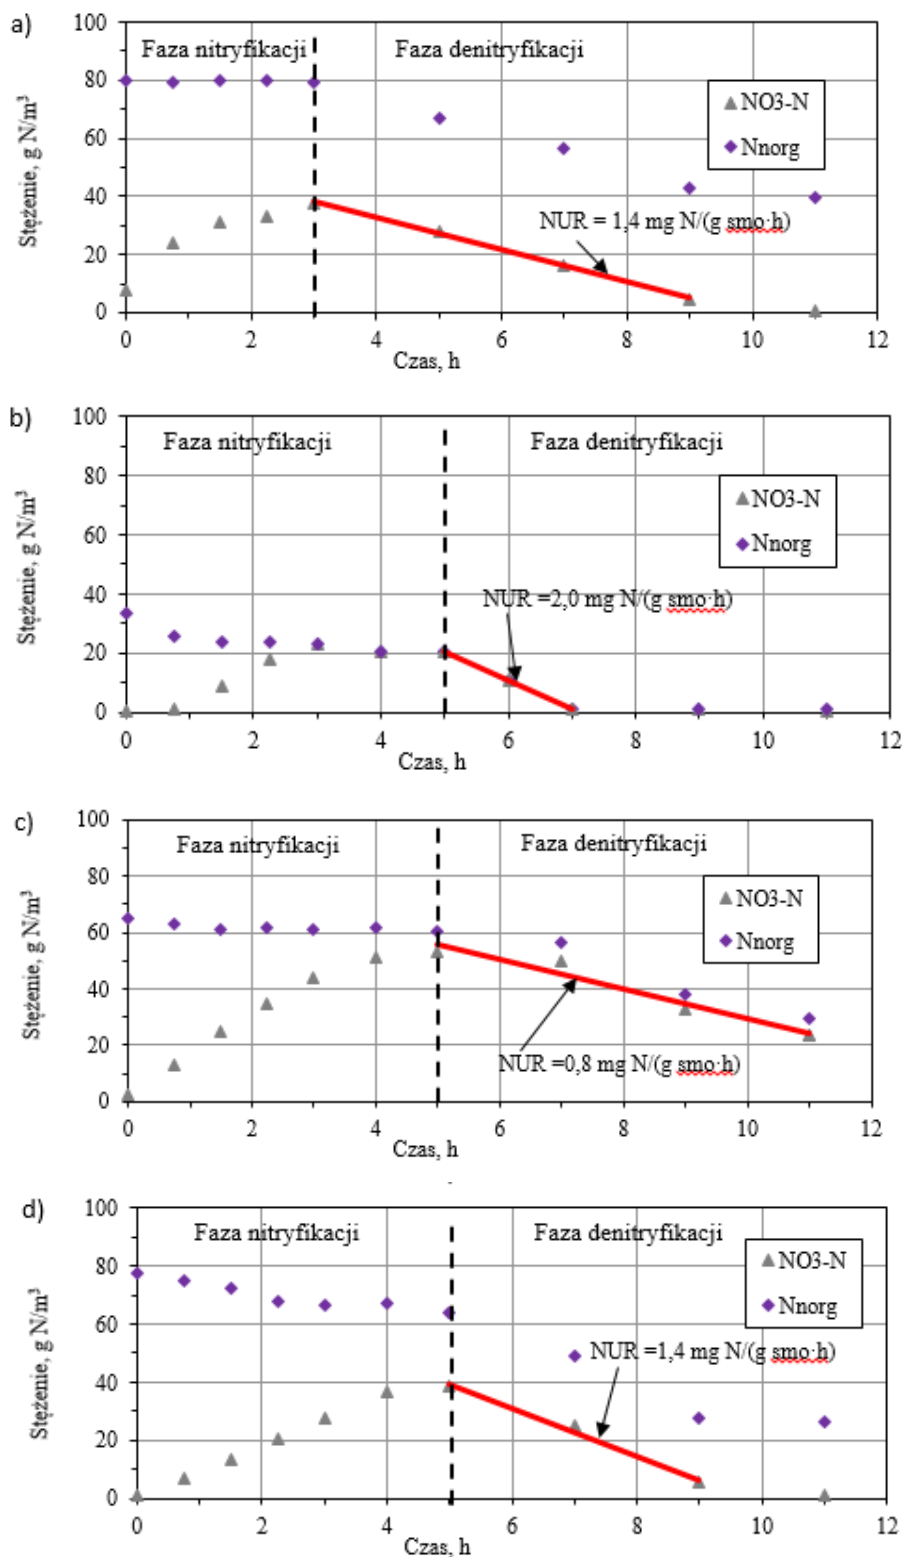 a)
Faza nitryfikacji
Faza denitryfikacji
Stężenie, g N/m³
100
80
60
40
20
0
NO3-N
Nnorg
NUR = 1,4 mg N/(g smo·h)
0 2 4 6 8 10 12
Czas, h
b)
Faza nitryfikacji
Faza denitryfikacji
Stężenie, g N/m³
100
80
60
40
20
0
NO3-N
Nnorg
NUR =2,0 mg N/(g smo·h)
0 2 4 6 8 10 12
Czas, h
c)
Faza nitryfikacji
Faza denitryfikacji
Stężenie, g N/m³
100
80
60
40
20
0
NO3-N
Nnorg
NUR =0,8 mg N/(g smo·h)
0 2 4 6 8 10 12
Czas, h
d)
Faza nitryfikacji
Faza denitryfikacji
Stężenie, g N/m³
100
80
60
40
20
0
NO3-N
Nnorg
NUR =1,4 mg N/(g smo·h)
0 2 4 6 8 10 12
Czas, h